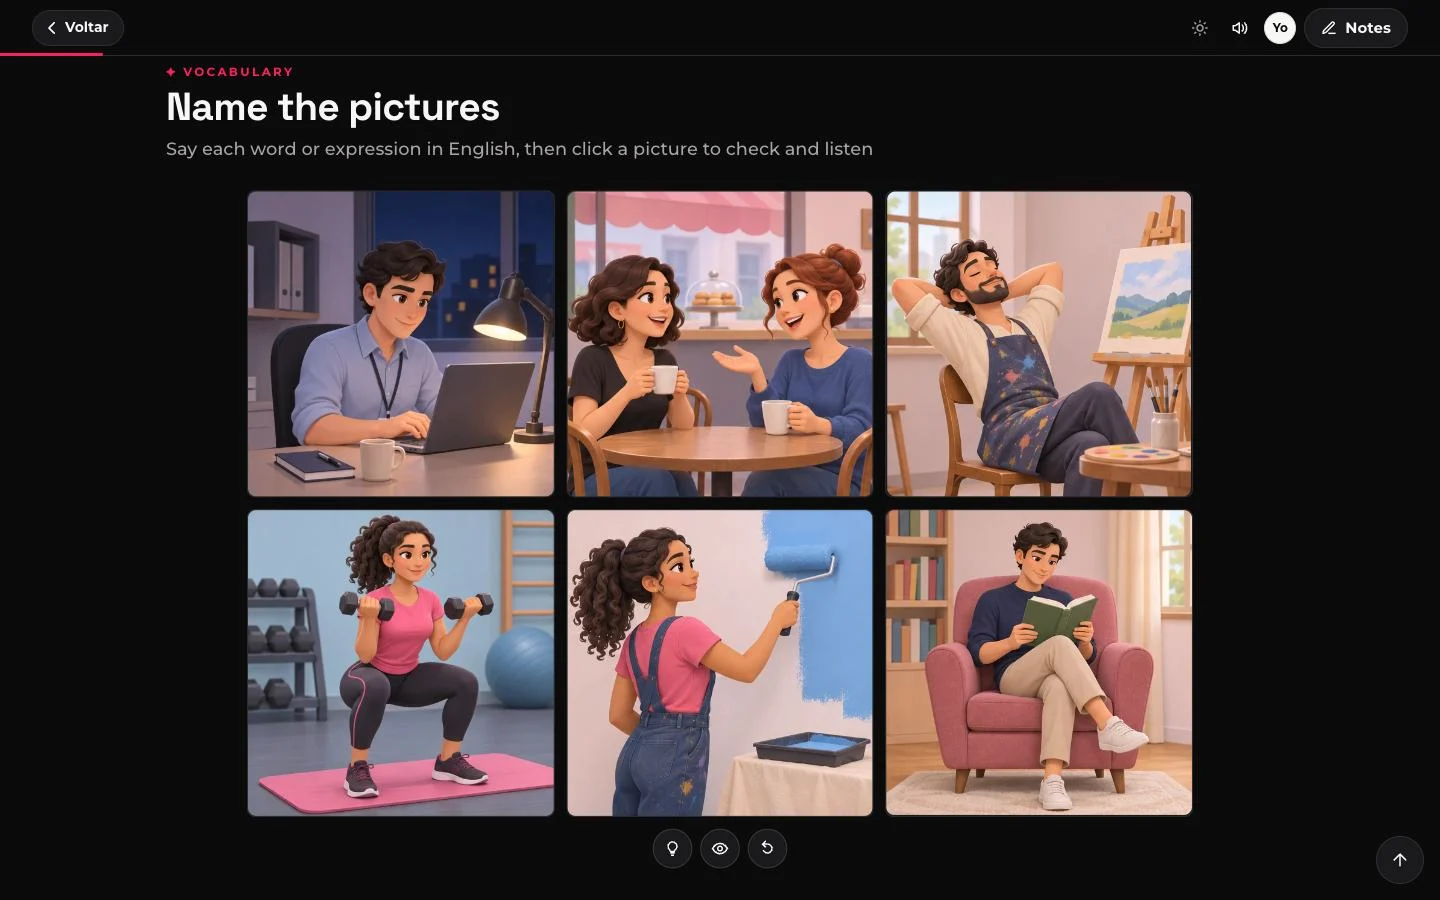 Voltar
Yo
Notes
VOCABULARY
Name the pictures
Say each word or expression in English, then click a picture to check and listen